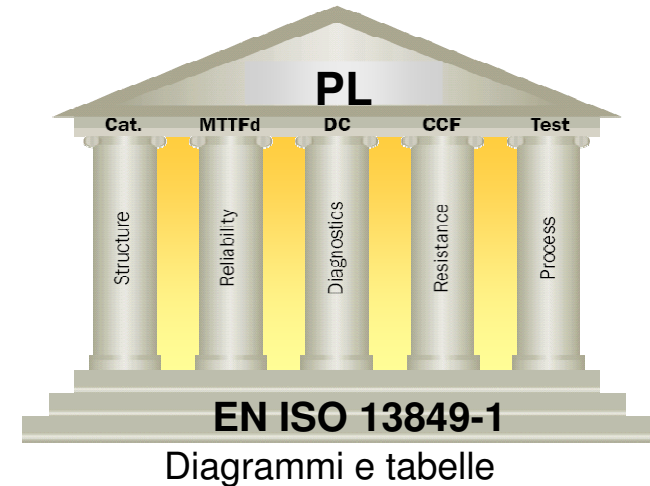 PL
Cat. MTTFd DC CCF Test
Structure
Reliability
Diagnostics
Resistance
Process
EN ISO 13849-1
Diagrammi e tabelle